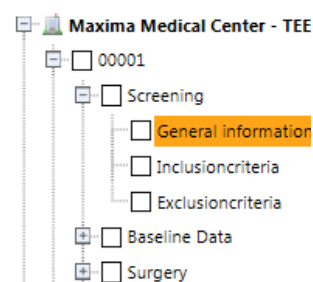 Maxima Medical Center - TEE
00001
Screening
General information
Inclusioncriteria
Exclusioncriteria
Baseline Data
Surgery